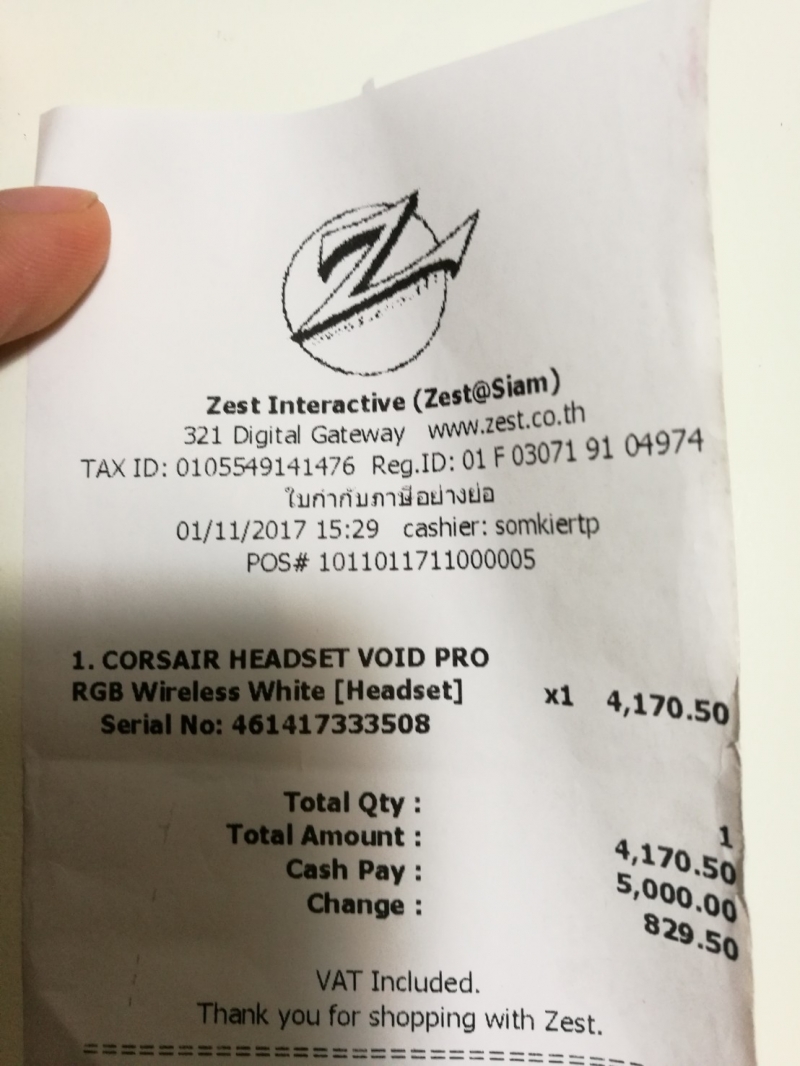 Zest Interactive (Zest@Siam)
321 Digital Gateway www.zest.co.th
TAX ID: 0105549141476 Reg.ID: 01 F 03071 91 04974
ใบกำกับภาษีอย่างย่อ
01/11/2017 15:29 cashier: somkiertp
POS# 1011011711000005
1. CORSAIR HEADSET VOID PRO
RGB Wireless White [Headset] x1 4,170.50
Serial No: 461417333508
Total Qty : 1
Total Amount : 4,170.50
Cash Pay : 5,000.00
Change : 829.50
VAT Included.
Thank you for shopping with Zest.